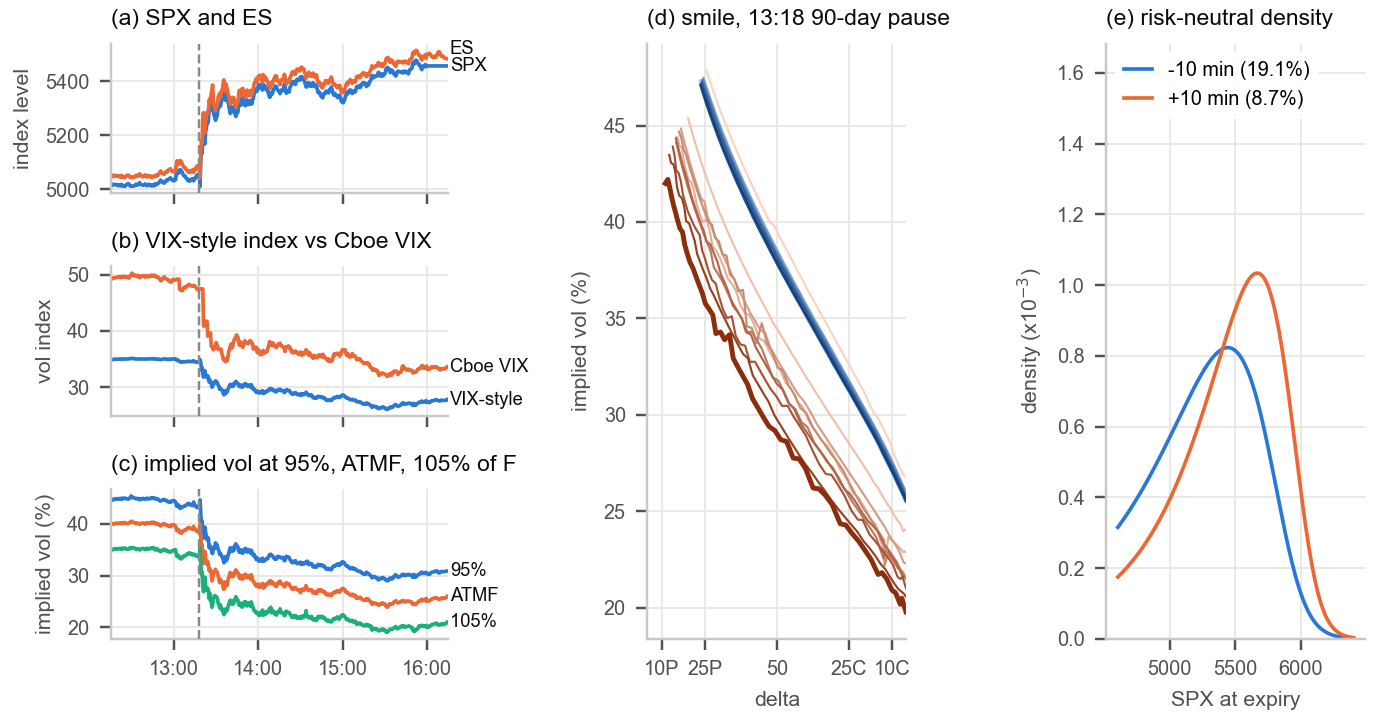 (a) SPX and ES
index level
5400
5200
5000
ES
SPX
(b) VIX-style index vs Cboe VIX
vol index
50
40
30
Cboe VIX
VIX-style
(c) implied vol at 95%, ATMF, 105% of F
implied vol (%)
40
30
20
95%
ATMF
105%
13:00 14:00 15:00 16:00
(d) smile, 13:18 90-day pause
implied vol (%)
45
40
35
30
25
20
10P 25P 50 25C 10C
delta
(e) risk-neutral density
-10 min (19.1%)
+10 min (8.7%)
density (x10⁻³)
1.6
1.4
1.2
1.0
0.8
0.6
0.4
0.2
0.0
5000 5500 6000
SPX at expiry